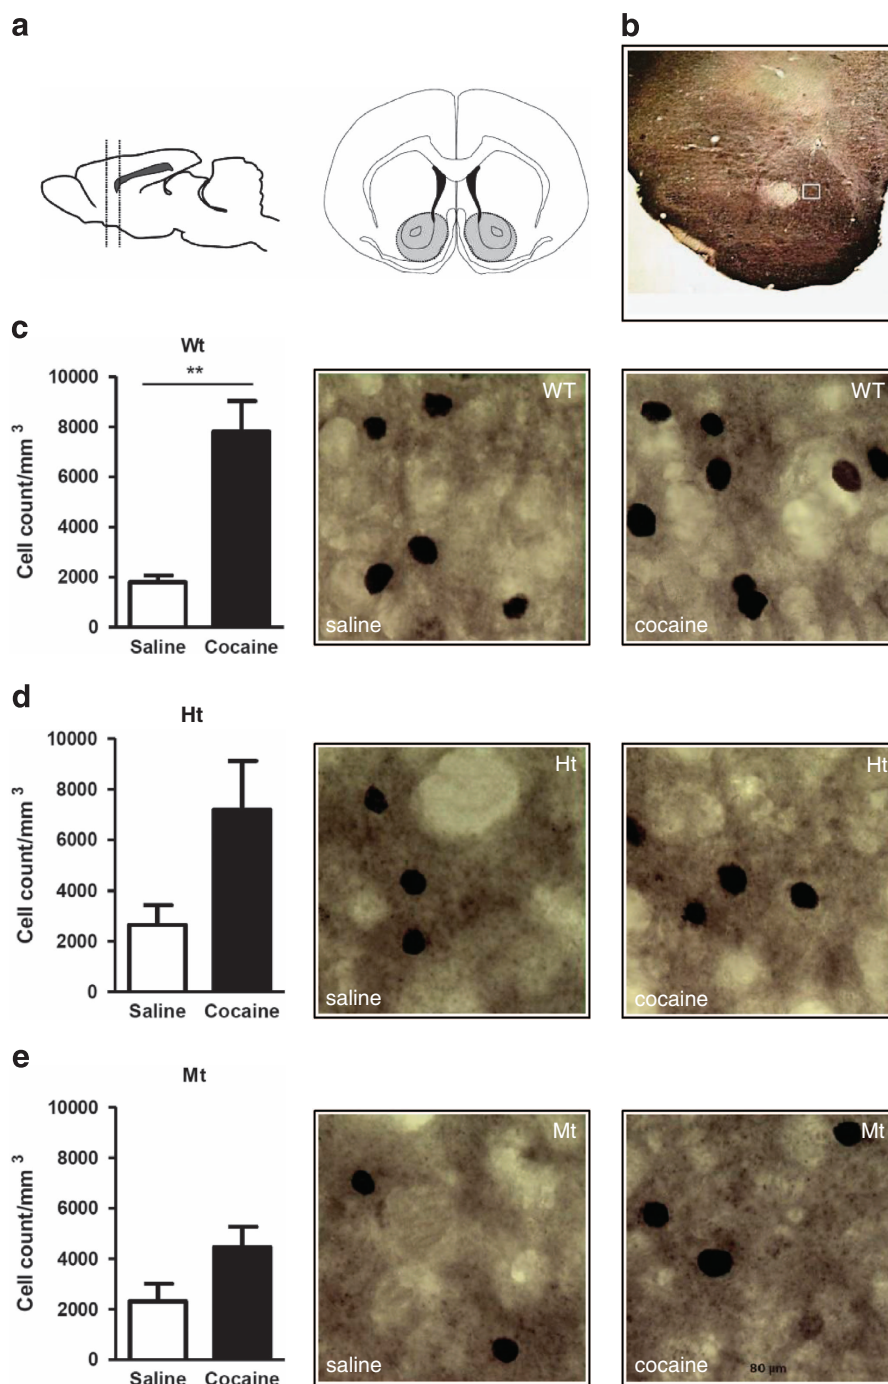 a
b
c
Wt
10000
8000
6000
4000
2000
0
Cell count/mm 3
**
Saline Cocaine
WT
saline
WT
cocaine
d
Ht
10000
8000
6000
4000
2000
0
Cell count/mm 3
Saline Cocaine
Ht
saline
Ht
cocaine
e
Mt
10000
8000
6000
4000
2000
0
Cell count/mm 3
Saline Cocaine
Mt
saline
Mt
cocaine
80 µm